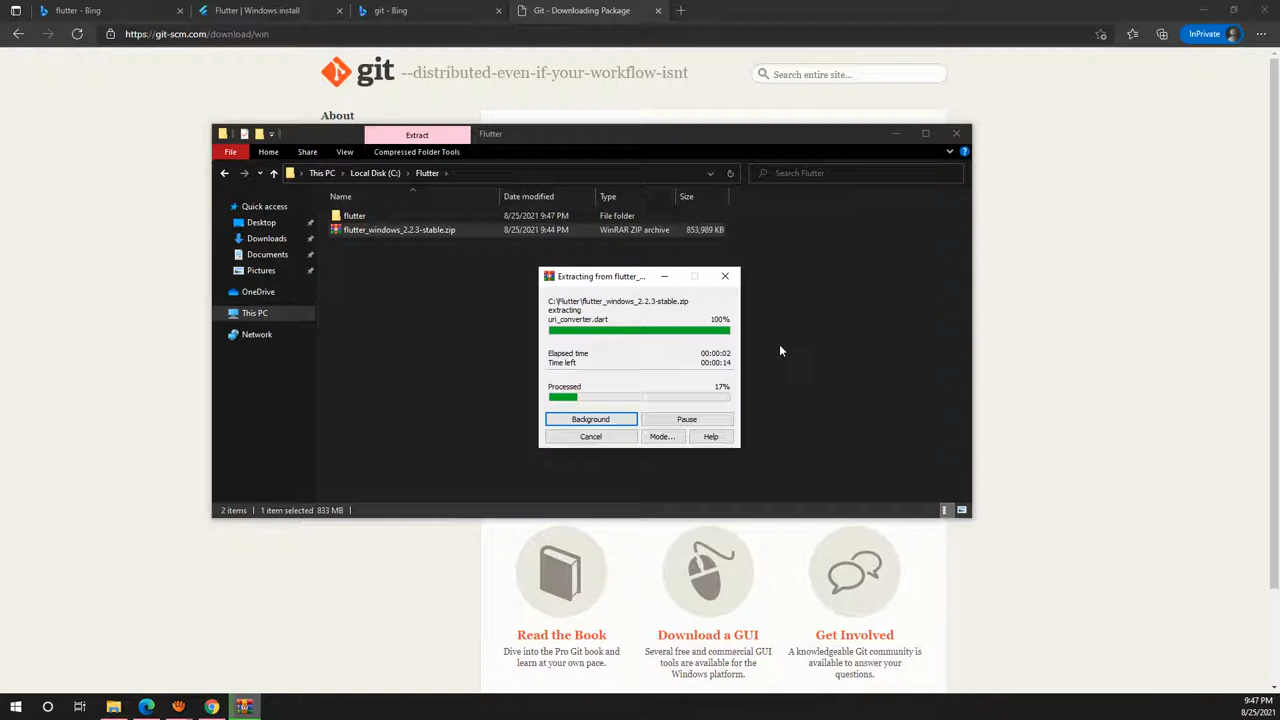 flutter - Bing
Flutter | Windows install
git - Bing
Git - Downloading Package
https://git-scm.com/download/win
InPrivate
git --distributed-even-if-your-workflow-isnt
Search entire site...
About
Extract
Flutter
File
Home
Share
View
Compressed Folder Tools
This PC > Local Disk (C:) > Flutter >
Search Flutter
Name
Date modified
Type
Size
Quick access
Desktop
Downloads
Documents
Pictures
OneDrive
This PC
Network
flutter 8/25/2021 9:47 PM File folder
flutter_windows_2.2.3-stable.zip 8/25/2021 9:44 PM WinRAR ZIP archive 853,989 KB
Extracting from flutter_...
C:\Flutter\flutter_windows_2.2.3-stable.zip
extracting
uri_converter.dart 100%
Elapsed time 00:00:02
Time left 00:00:14
Processed 17%
Background
Pause
Cancel
Mode...
Help
2 items
1 item selected 833 MB
Read the Book
Dive into the Pro Git book and
learn at your own pace.
Download a GUI
Several free and commercial GUI
tools are available for the
Windows platform.
Get Involved
A knowledgeable Git community is
available to answer your
questions.
9:47 PM
8/25/2021